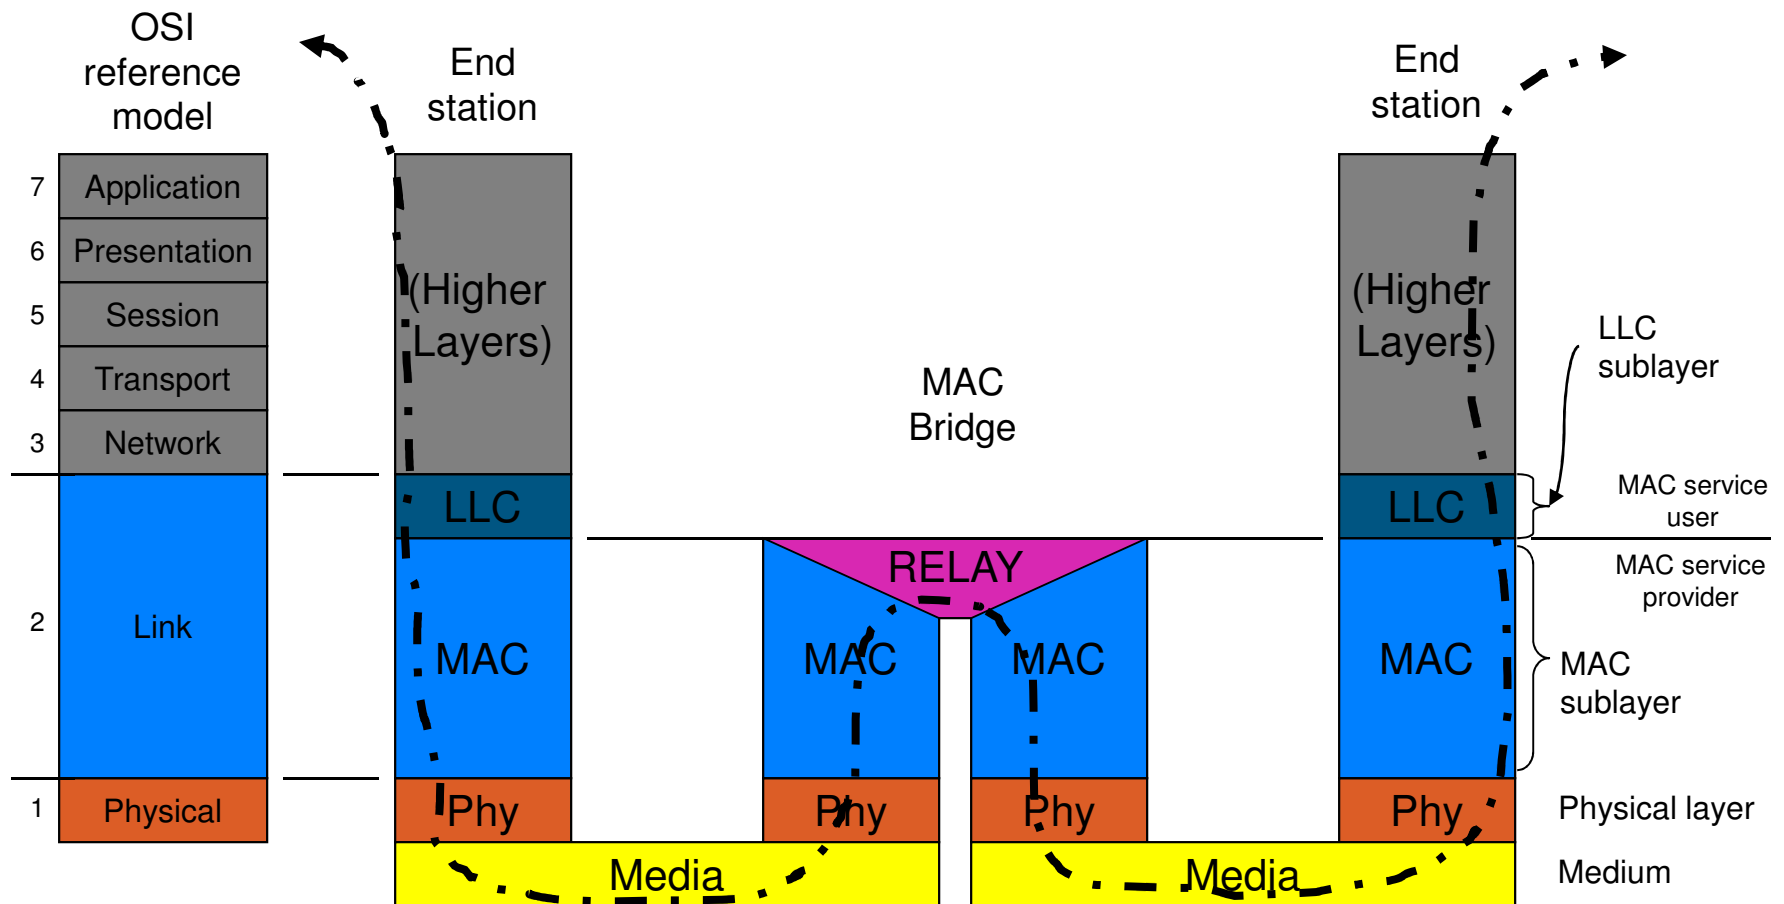 OSI
reference
model
End
station
End
station
7
Application
6
Presentation
5
Session
4
Transport
3
Network
2
Link
1
Physical
(Higher
Layers)
LLC
MAC
Phy
MAC
Bridge
RELAY
MAC
MAC
Phy
Phy
Media
Media
(Higher
Layers)
LLC
MAC
Phy
LLC
sublayer
MAC service
user
MAC service
provider
MAC
sublayer
Physical layer
Medium